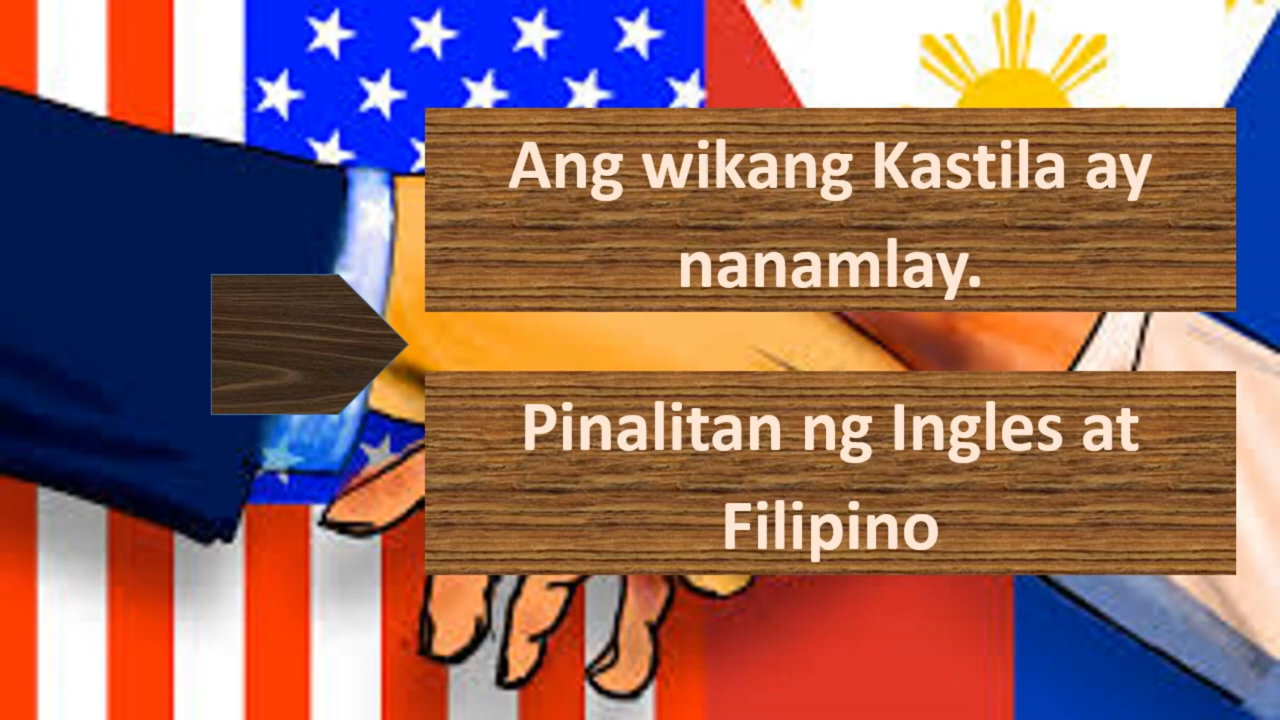 Ang wikang Kastila ay
nanamlay.
Pinalitan ng Ingles at
Filipino